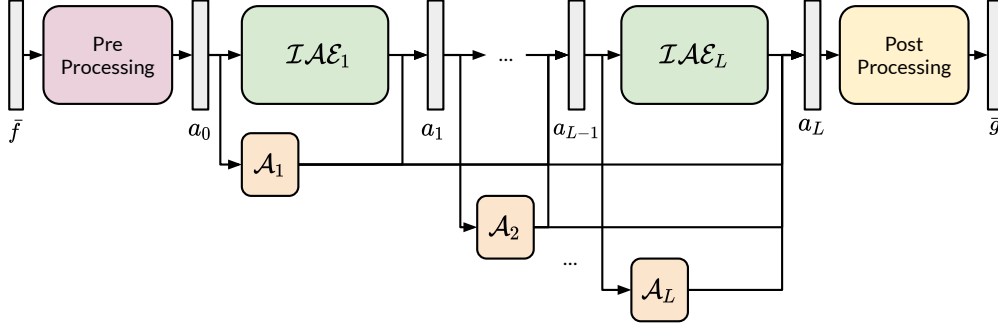 Pre
Processing
𝓘𝓐𝓔₁
...
𝓘𝓐𝓔_L
Post
Processing
f̄
a₀
a₁
a_{L−1}
a_L
ḡ
𝓐₁
𝓐₂
...
𝓐_L